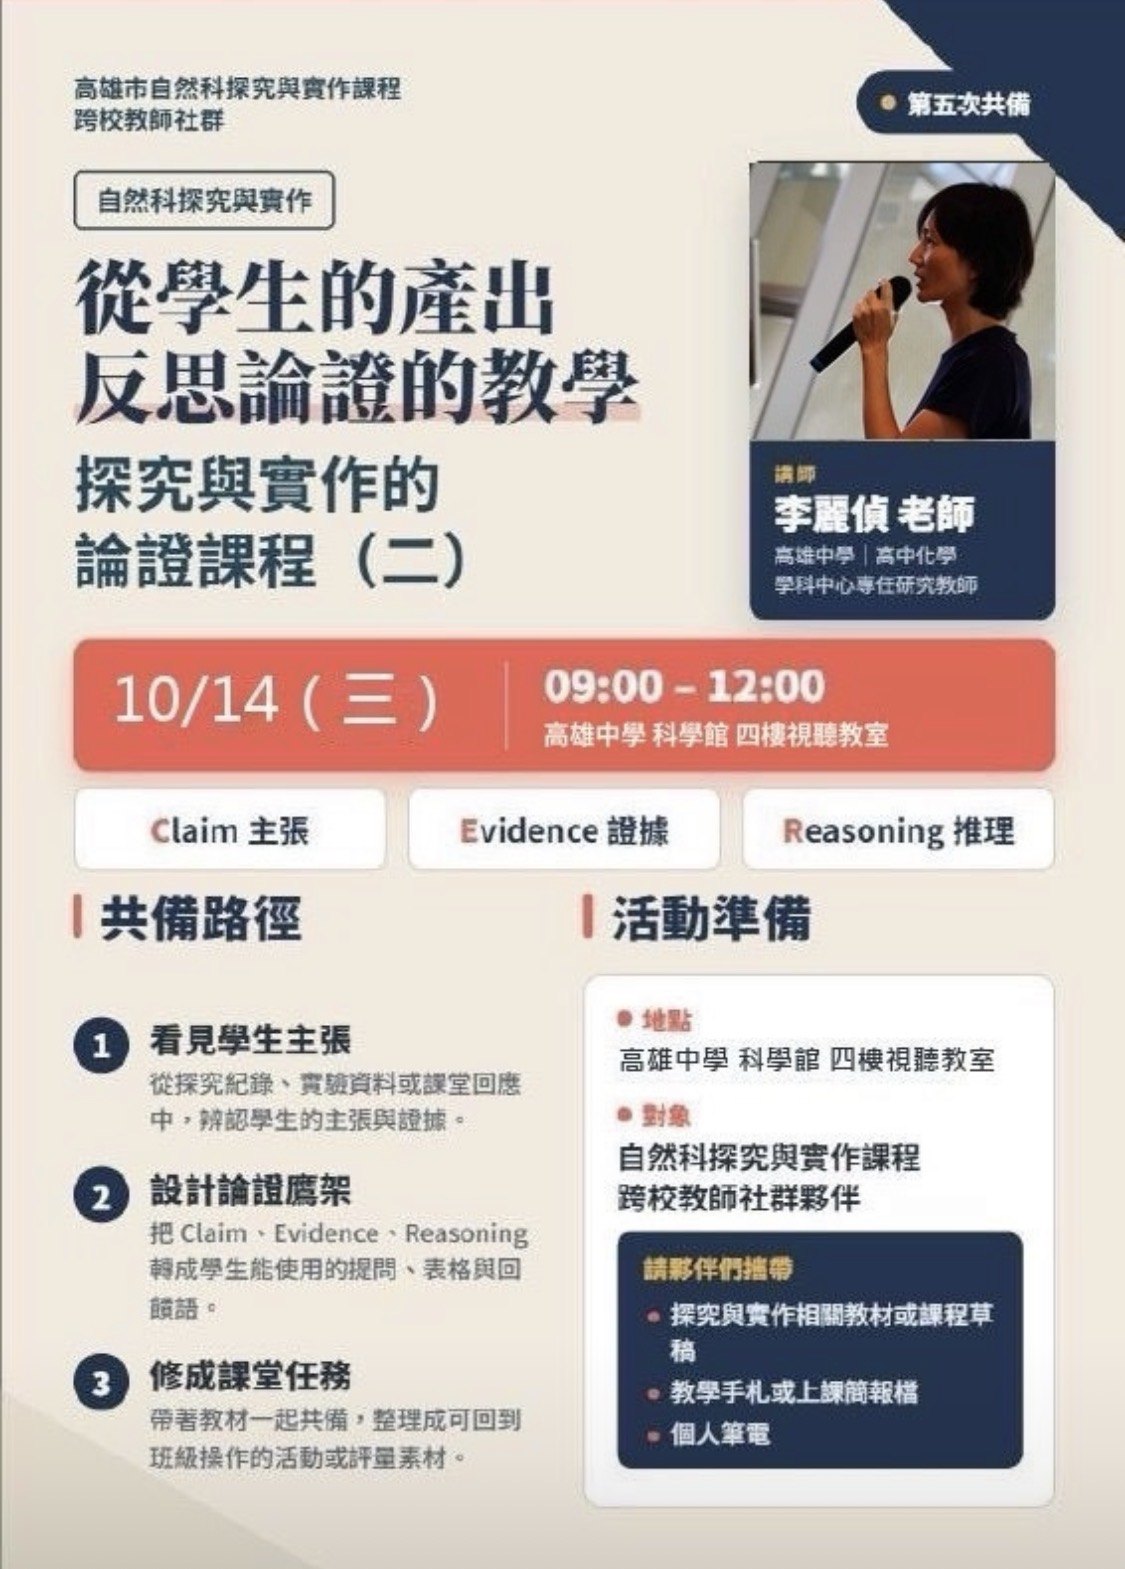 高雄市自然科探究與實作課程
跨校教師社群
第五次共備
自然科探究與實作
從學生的產出
反思論證的教學
探究與實作的
論證課程（二）
講師
李麗偵 老師
高雄中學｜高中化學
學科中心專任研究教師
10/14（三）
09:00 – 12:00
高雄中學 科學館 四樓視聽教室
Claim 主張
Evidence 證據
Reasoning 推理
共備路徑
1 看見學生主張
從探究紀錄、實驗資料或課堂回應
中，辨認學生的主張與證據。
2 設計論證鷹架
把 Claim、Evidence、Reasoning
轉成學生能使用的提問、表格與回
饋語。
3 修成課堂任務
帶著教材一起共備，整理成可回到
班級操作的活動或評量素材。
活動準備
地點
高雄中學 科學館 四樓視聽教室
對象
自然科探究與實作課程
跨校教師社群夥伴
請夥伴們攜帶
探究與實作相關教材或課程草
稿
教學手札或上課簡報檔
個人筆電